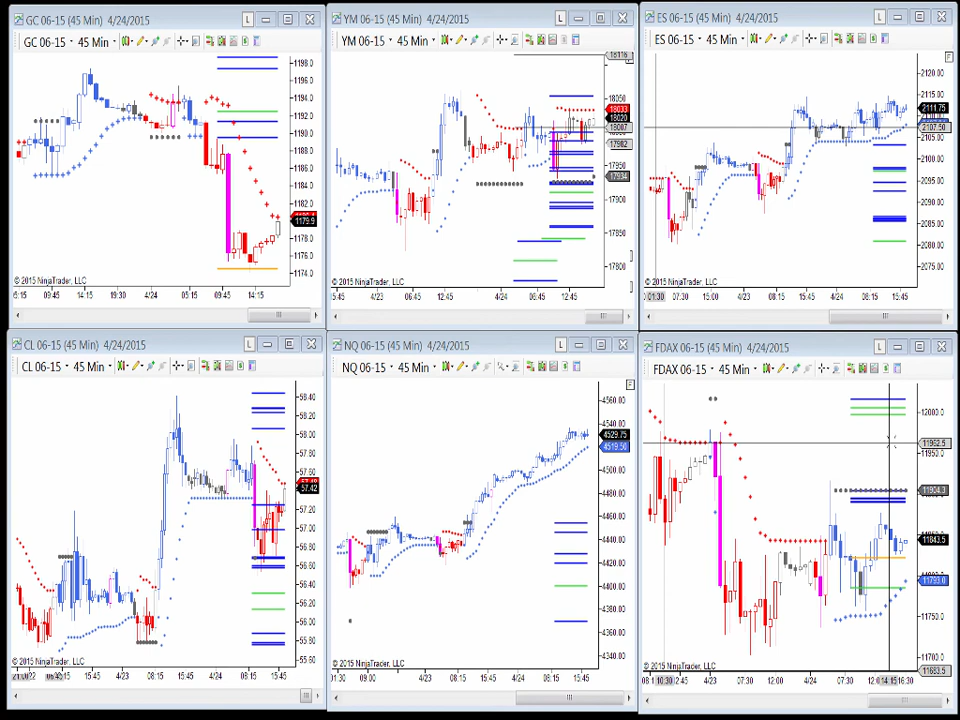 GC 06-15 (45 Min) 4/24/2015
L
GC 06-15 45 Min
1198.0
1196.0
1194.0
1192.0
1190.0
1188.0
1186.0
1184.0
1182.0
1179.9
1178.0
1176.0
1174.0
© 2015 NinjaTrader, LLC
09:45 14:15 19:30 4/24 05:15 09:45 14:15
YM 06-15 (45 Min) 4/24/2015
L
YM 06-15 45 Min
18116
18050
18033
18020
18007
17982
17950
17934
17900
17850
17800
© 2015 NinjaTrader, LLC
4/23 06:45 12:45 4/24 06:45 12:45
ES 06-15 (45 Min) 4/24/2015
L
ES 06-15 45 Min
F
2120.00
2111.75
2107.50
2100.00
2095.00
2090.00
2085.00
2080.00
2075.00
© 2015 NinjaTrader, LLC
01:30 07:30 15:00 4/23 08:15 15:45 4/24 08:15 15:45
CL 06-15 (45 Min) 4/24/2015
L
CL 06-15 45 Min
58.40
58.00
57.80
57.60
57.42
57.20
57.00
56.80
56.60
56.40
56.20
56.00
55.80
55.60
© 2015 NinjaTrader, LLC
15:45 4/23 08:15 15:45 4/24 08:15 15:45
NQ 06-15 (45 Min) 4/24/2015
L
NQ 06-15 45 Min
F
4560.00
4540.00
4529.75
4519.50
4500.00
4480.00
4460.00
4440.00
4420.00
4400.00
4380.00
4360.00
4340.00
© 2015 NinjaTrader, LLC
01:30 09:00 4/23 08:15 15:45 4/24 08:15 15:45
FDAX 06-15 (45 Min) 4/24/2015
L
FDAX 06-15 45 Min
12000.0
11962.5
11950.0
11904.3
11843.5
11793.0
11750.0
11700.0
11683.5
© 2015 NinjaTrader, LLC
10:30 4/23 07:30 12:00 16:30 4/24 07:30 14:15 16:30